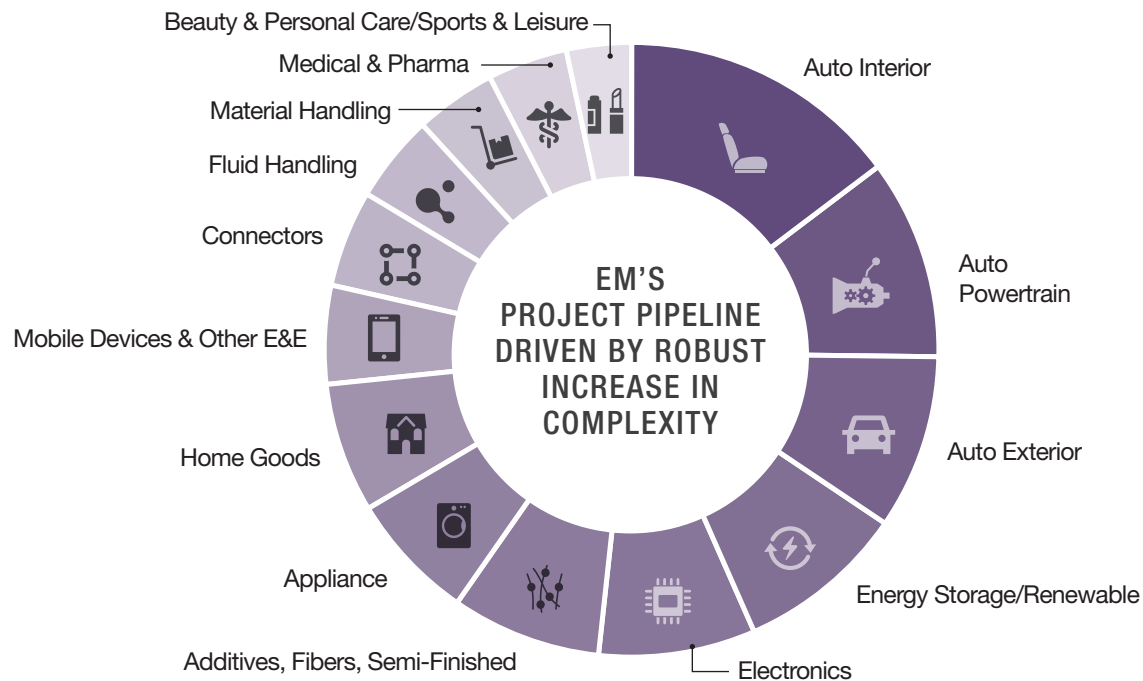 Beauty & Personal Care/Sports & Leisure
Medical & Pharma
Material Handling
Fluid Handling
Connectors
Mobile Devices & Other E&E
Home Goods
Appliance
Additives, Fibers, Semi-Finished
Electronics
Energy Storage/Renewable
Auto Exterior
Auto
Powertrain
Auto Interior
EM’S
PROJECT PIPELINE
DRIVEN BY ROBUST
INCREASE IN
COMPLEXITY